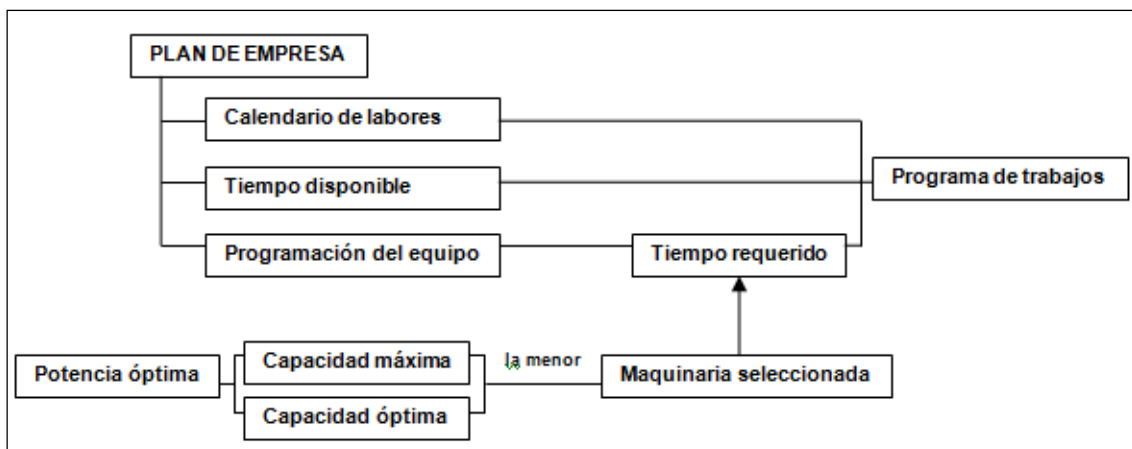 PLAN DE EMPRESA
Calendario de labores
Tiempo disponible
Programa de trabajos
Programación del equipo
Tiempo requerido
Capacidad máxima
la menor
Potencia óptima
Maquinaria seleccionada
Capacidad óptima